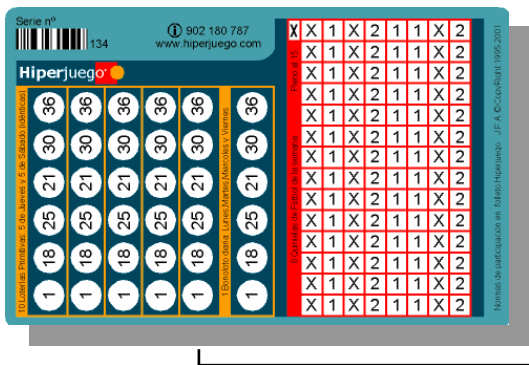 Serie nº
134
902 180 787
www.hiperjuego.com
Hiperjuego
10 Loterías Primitivas: 5 de Jueves y 5 de Sábado (idénticas)
36 36 36 36 36 36
30 30 30 30 30 30
21 21 21 21 21 21
25 25 25 25 25 25
18 18 18 18 18 18
1 1 1 1 1 1
1 Bonoloto diaria: Lunes,Martes,Miercoles y Viernes
Pleno al 15
X X 1 X 2 1 1 X 2
X 1 X 2 1 1 X 2
X 1 X 2 1 1 X 2
X 1 X 2 1 1 X 2
X 1 X 2 1 1 X 2
X 1 X 2 1 1 X 2
X 1 X 2 1 1 X 2
X 1 X 2 1 1 X 2
X 1 X 2 1 1 X 2
X 1 X 2 1 1 X 2
X 1 X 2 1 1 X 2
X 1 X 2 1 1 X 2
X 1 X 2 1 1 X 2
X 1 X 2 1 1 X 2
Normas de participación en folleto Hiperjuego J.F.A. ©CopyRight 1995-2001